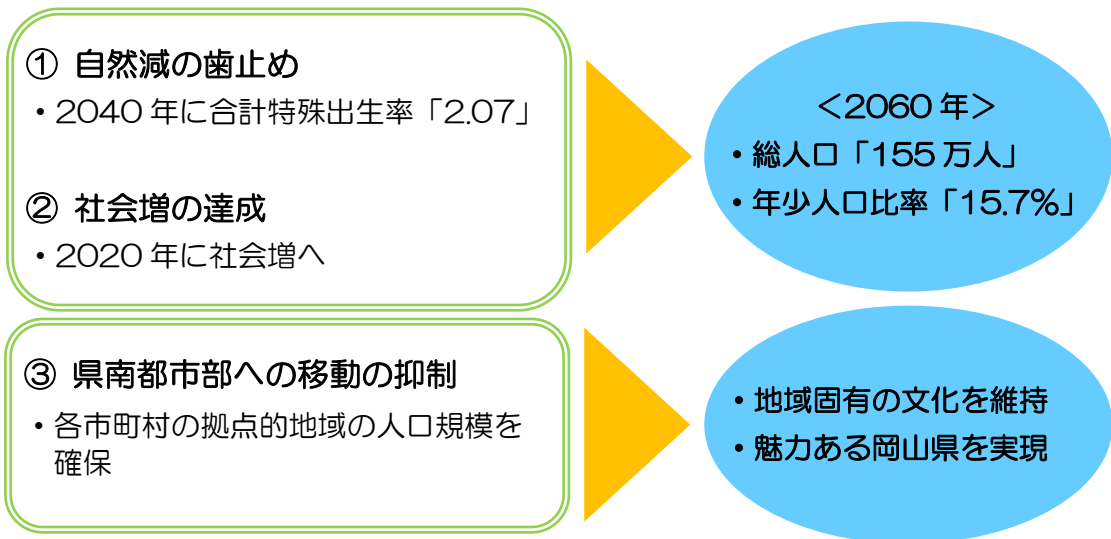 ① 自然減の歯止め
・2040 年に合計特殊出生率「2.07」
② 社会増の達成
・2020 年に社会増へ
＜2060 年＞
・総人口「155 万人」
・年少人口比率「15.7%」
③ 県南都市部への移動の抑制
・各市町村の拠点的地域の人口規模を
確保
・地域固有の文化を維持
・魅力ある岡山県を実現